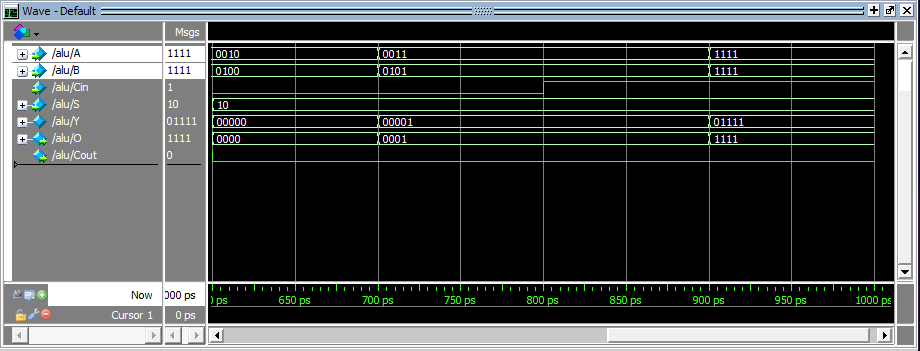 Wave - Default
Msgs
/alu/A 1111 0010 0011 1111
/alu/B 1111 0100 0101 1111
/alu/Cin 1
/alu/S 10 10
/alu/Y 01111 00000 00001 01111
/alu/O 1111 0000 0001 1111
/alu/Cout 0
Now 000 ps 0 ps 650 ps 700 ps 750 ps 800 ps 850 ps 900 ps 950 ps 1000 ps
Cursor 1 0 ps